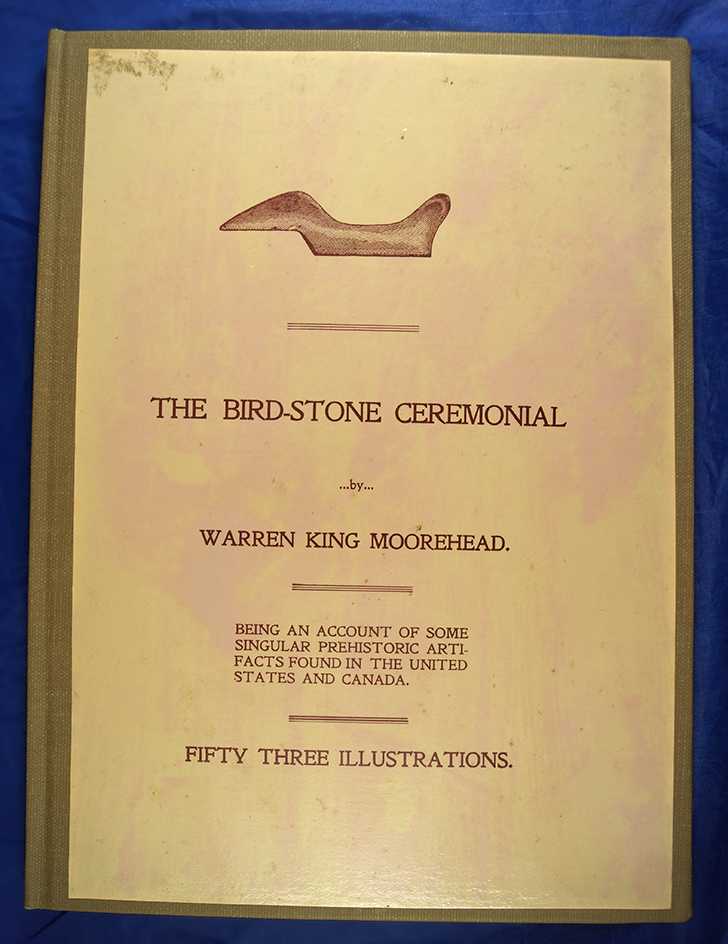 THE BIRD-STONE CEREMONIAL
...by...
WARREN KING MOOREHEAD.
BEING AN ACCOUNT OF SOME
SINGULAR PREHISTORIC ARTI-
FACTS FOUND IN THE UNITED
STATES AND CANADA.
FIFTY THREE ILLUSTRATIONS.